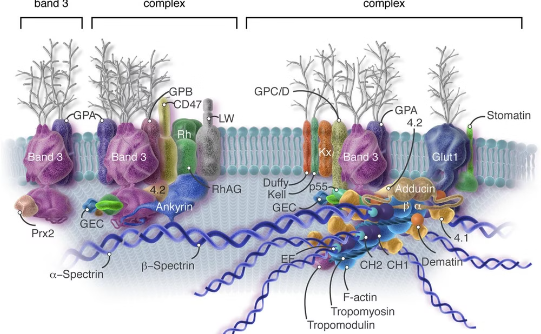 band 3
complex
complex
GPA
GPB
CD47
LW
Rh
Band 3
Band 3
4.2
RhAG
Ankyrin
GEC
Prx2
α-Spectrin
β-Spectrin
GPC/D
GPA
4.2
Stomatin
Kx
Band 3
Glut1
Duffy
Kell
p55
GEC
Adducin
β α
4.1
Dematin
EF
CH2 CH1
F-actin
Tropomyosin
Tropomodulin